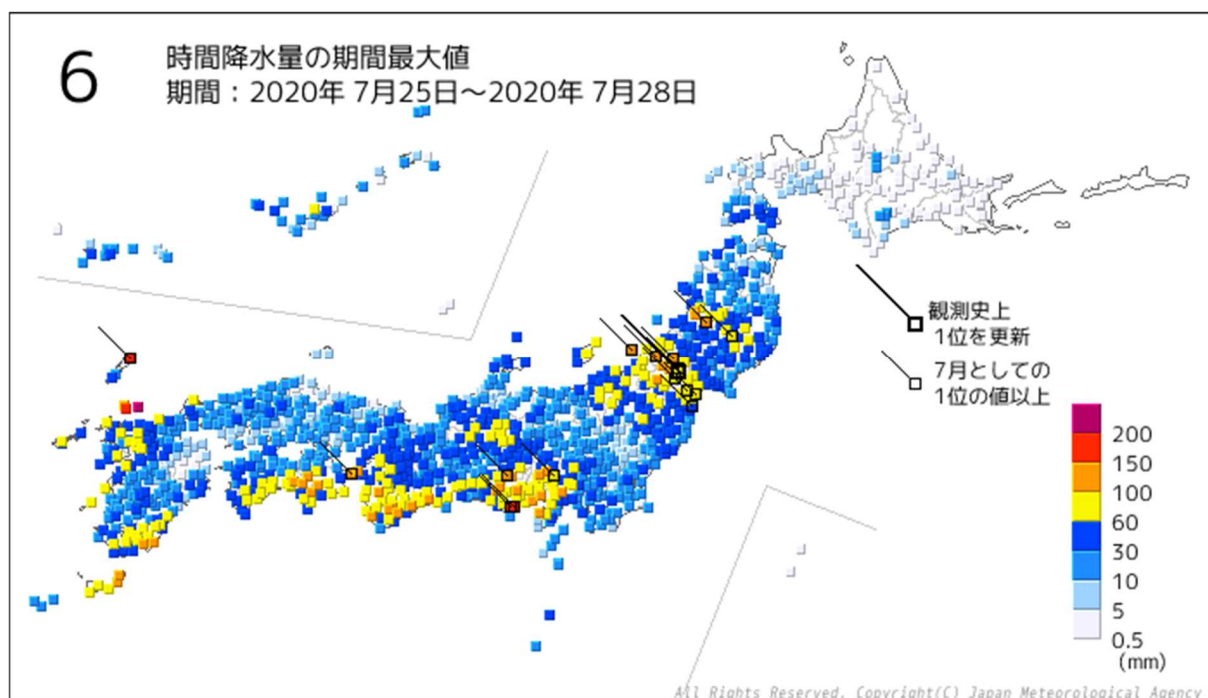 6 時間降水量の期間最大値
期間：2020年 7月25日～2020年 7月28日
観測史上
1位を更新
7月としての
1位の値以上
200
150
100
60
30
10
5
0.5
(mm)
All Rights Reserved. Copyright(C) Japan Meteorological Agency